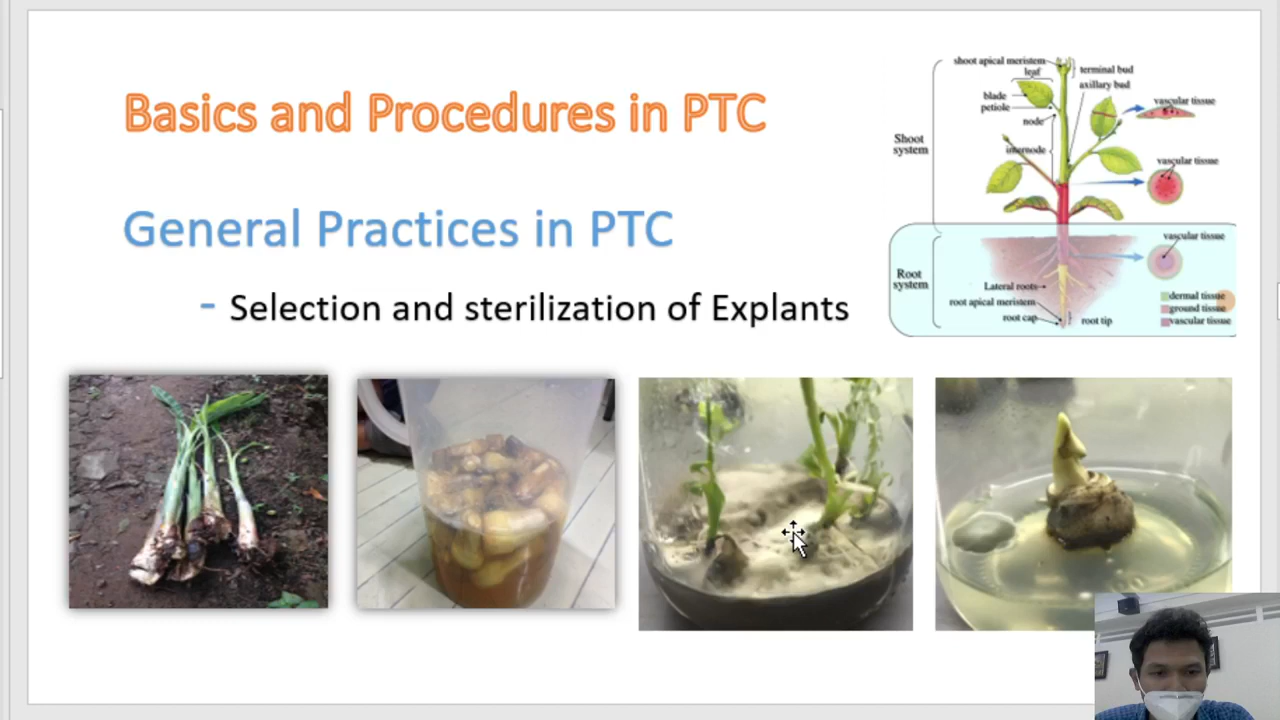 Basics and Procedures in PTC
General Practices in PTC
- Selection and sterilization of Explants
shoot apical meristem
leaf
terminal bud
axillary bud
blade
petiole
node
vascular tissue
Shoot
system
internode
vascular tissue
vascular tissue
Root
system
Lateral roots
root apical meristem
root cap
root tip
dermal tissue
ground tissue
vascular tissue